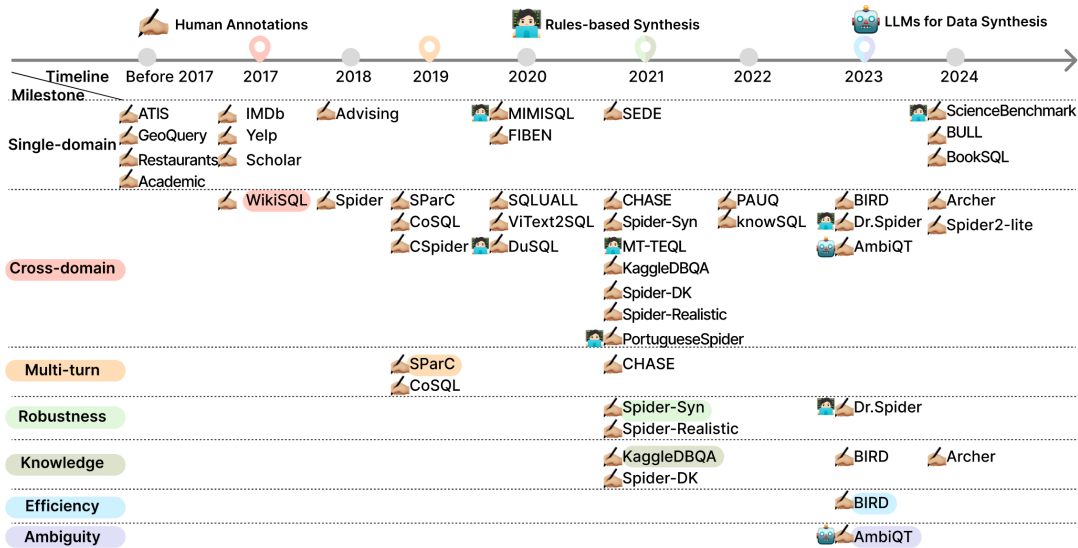 Human Annotations
Rules-based Synthesis
LLMs for Data Synthesis
Timeline
Before 2017
2017
2018
2019
2020
2021
2022
2023
2024
Milestone
Single-domain
ATIS
IMDb
Advising
MIMISQL
SEDE
ScienceBenchmark
GeoQuery
Yelp
FIBEN
BULL
Restaurants
Scholar
BookSQL
Academic
Cross-domain
WikiSQL
Spider
SParC
SQLUALL
CHASE
PAUQ
BIRD
Archer
CoSQL
ViText2SQL
Spider-Syn
knowSQL
Dr.Spider
Spider2-lite
CSpider
DuSQL
MT-TEQL
AmbiQT
KaggleDBQA
Spider-DK
Spider-Realistic
PortugueseSpider
Multi-turn
SParC
CHASE
CoSQL
Robustness
Spider-Syn
Dr.Spider
Spider-Realistic
Knowledge
KaggleDBQA
BIRD
Archer
Spider-DK
Efficiency
BIRD
Ambiguity
AmbiQT